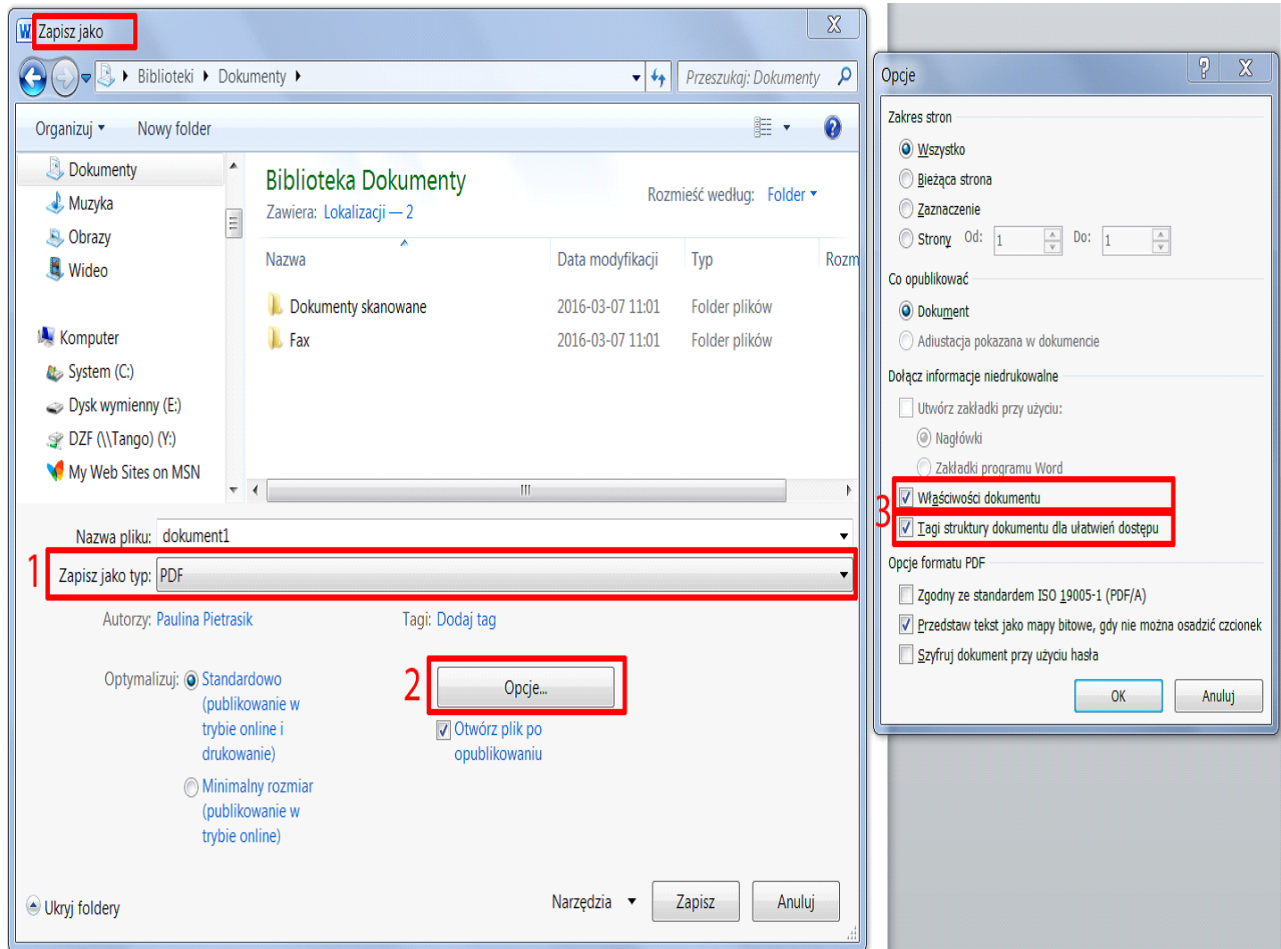 Zapisz jako
Biblioteki Dokumenty
Przeszukaj: Dokumenty
Organizuj Nowy folder
Dokumenty
Muzyka
Obrazy
Wideo
Komputer
System (C:)
Dysk wymienny (E:)
DZF (\\Tango) (Y:)
My Web Sites on MSN
Biblioteka Dokumenty
Zawiera: Lokalizacji — 2
Rozmieść według: Folder
Nazwa Data modyfikacji Typ Rozm
Dokumenty skanowane 2016-03-07 11:01 Folder plików
Fax 2016-03-07 11:01 Folder plików
Nazwa pliku: dokument1
1 Zapisz jako typ: PDF
Autorzy: Paulina Pietrasik Tagi: Dodaj tag
Optymalizuj: Standardowo
(publikowanie w
trybie online i
drukowanie)
Minimalny rozmiar
(publikowanie w
trybie online)
2 Opcje...
Otwórz plik po
opublikowaniu
Ukryj foldery
Narzędzia Zapisz Anuluj
Opcje
Zakres stron
Wszystko
Bieżąca strona
Zaznaczenie
Strony Od: 1 Do: 1
Co opublikować
Dokument
Adiustacja pokazana w dokumencie
Dołącz informacje niedrukowalne
Utwórz zakładki przy użyciu:
Nagłówki
Zakładki programu Word
3 Właściwości dokumentu
Tagi struktury dokumentu dla ułatwień dostępu
Opcje formatu PDF
Zgodny ze standardem ISO 19005-1 (PDF/A)
Przedstaw tekst jako mapy bitowe, gdy nie można osadzić czcionek
Szyfruj dokument przy użyciu hasła
OK Anuluj